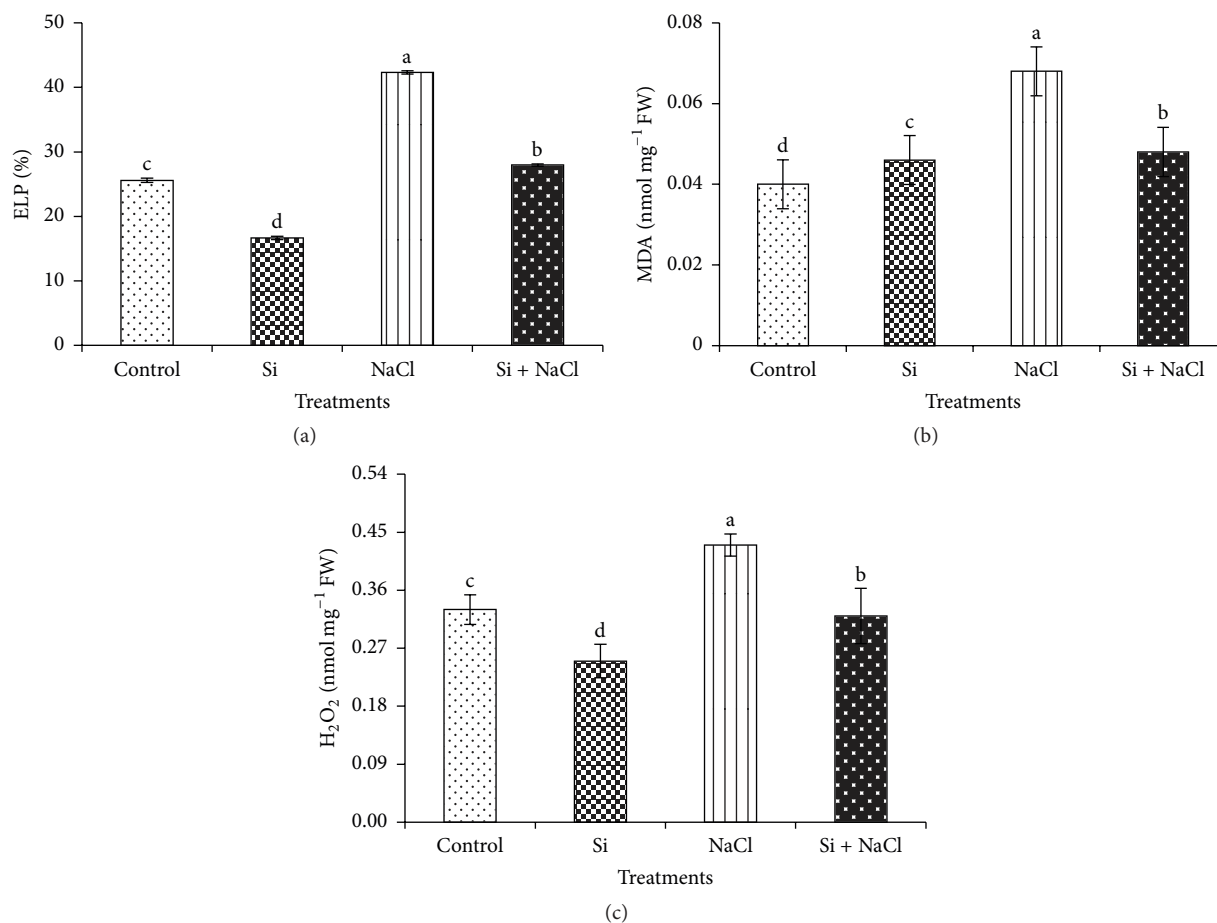 ELP (%)
50
40
30
20
10
0
c
d
a
b
Control Si NaCl Si + NaCl
Treatments
(a)
MDA (nmol mg⁻¹ FW)
0.08
0.06
0.04
0.02
0
d
c
a
b
Control Si NaCl Si + NaCl
Treatments
(b)
H₂O₂ (nmol mg⁻¹ FW)
0.54
0.45
0.36
0.27
0.18
0.09
0.00
c
d
a
b
Control Si NaCl Si + NaCl
Treatments
(c)